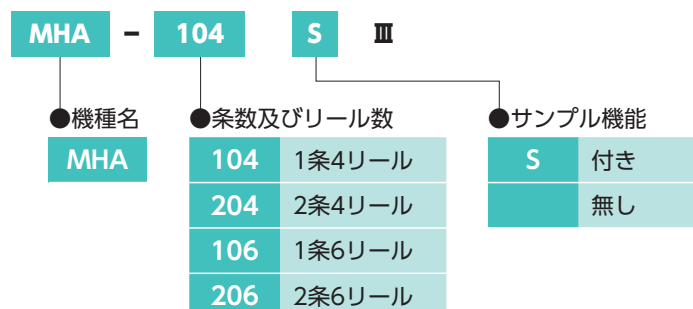 MHA - 104 S Ⅲ
●機種名 ●条数及びリール数 ●サンプル機能
MHA 104 1条4リール S 付き
204 2条4リール 無し
106 1条6リール
206 2条6リール